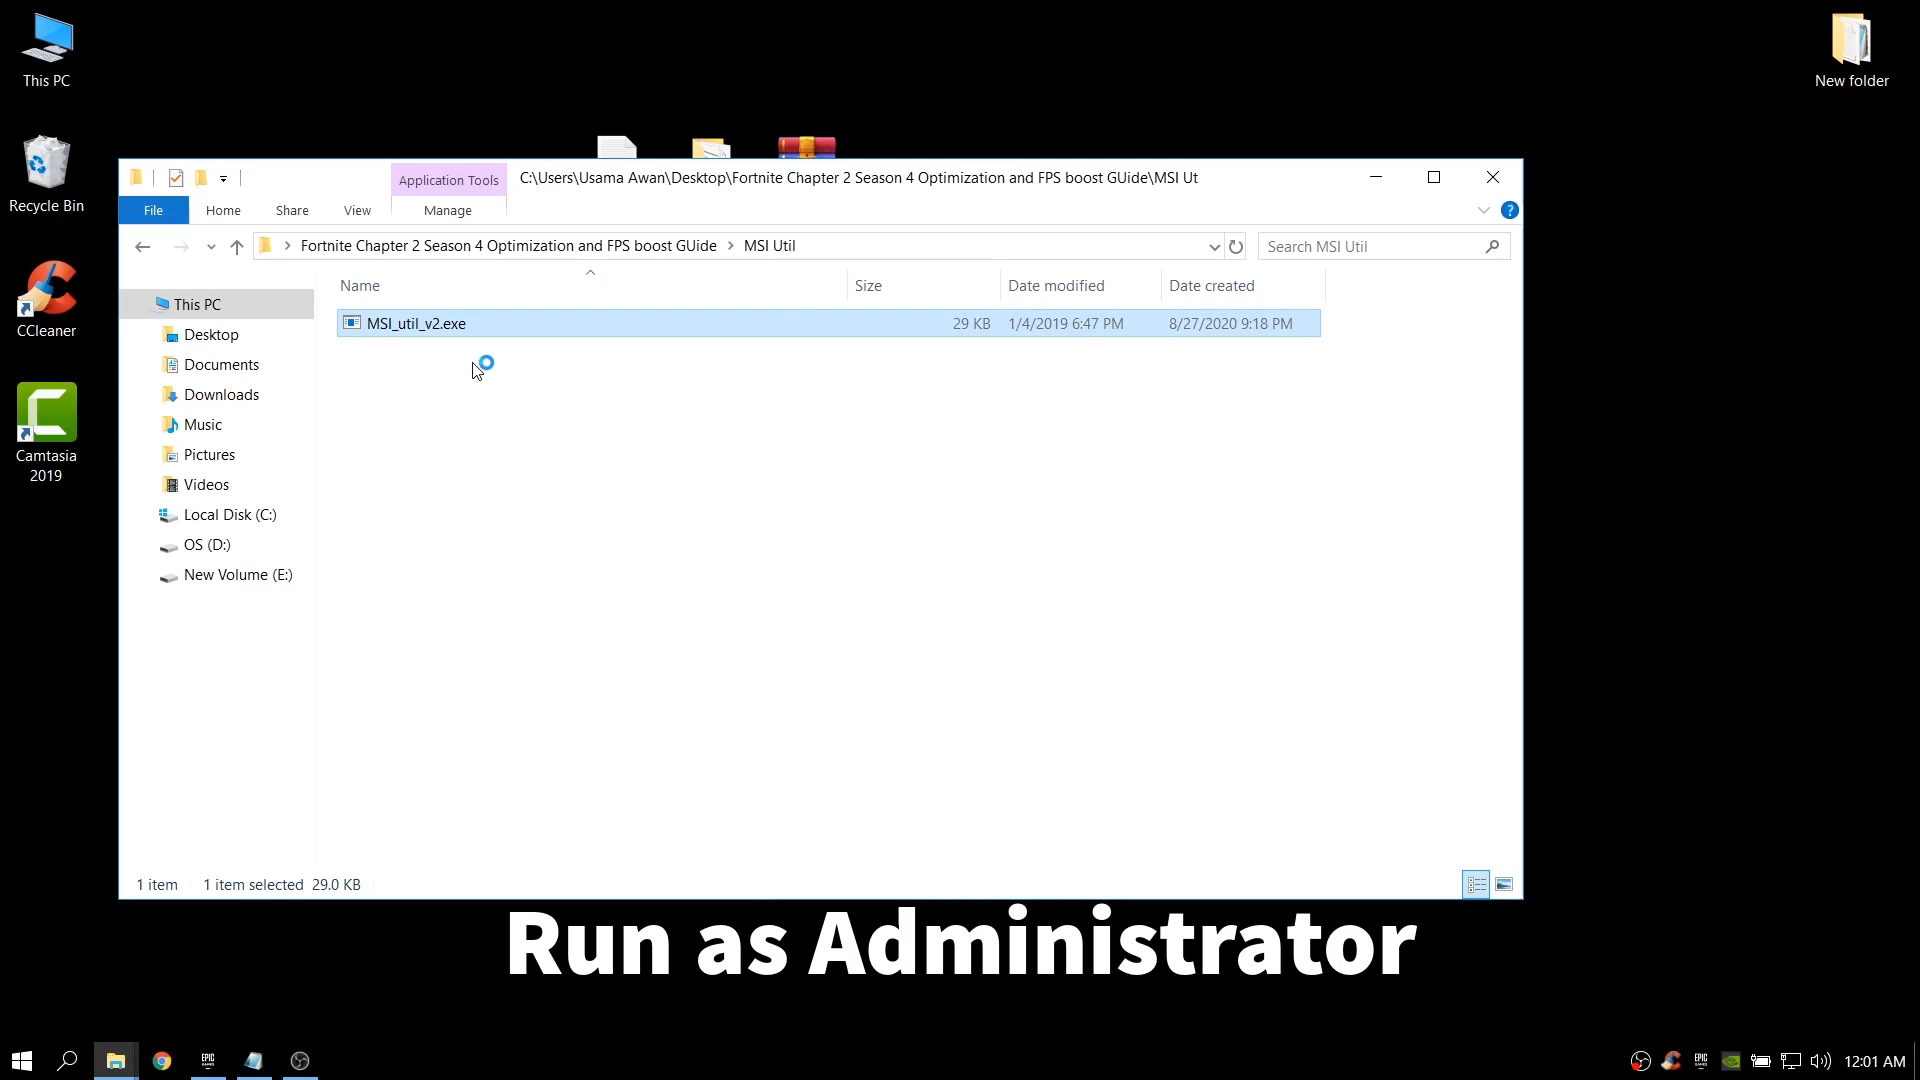 This PC
New folder
Recycle Bin
CCleaner
Camtasia
2019
Application Tools
C:\Users\Usama Awan\Desktop\Fortnite Chapter 2 Season 4 Optimization and FPS boost GUide\MSI Ut
File
Home
Share
View
Manage
?
Fortnite Chapter 2 Season 4 Optimization and FPS boost GUide
MSI Util
Search MSI Util
Name
Size
Date modified
Date created
MSI_util_v2.exe
29 KB
1/4/2019 6:47 PM
8/27/2020 9:18 PM
This PC
Desktop
Documents
Downloads
Music
Pictures
Videos
Local Disk (C:)
OS (D:)
New Volume (E:)
1 item
1 item selected
29.0 KB
Run as Administrator
EPIC
GAMES
EPIC
12:01 AM